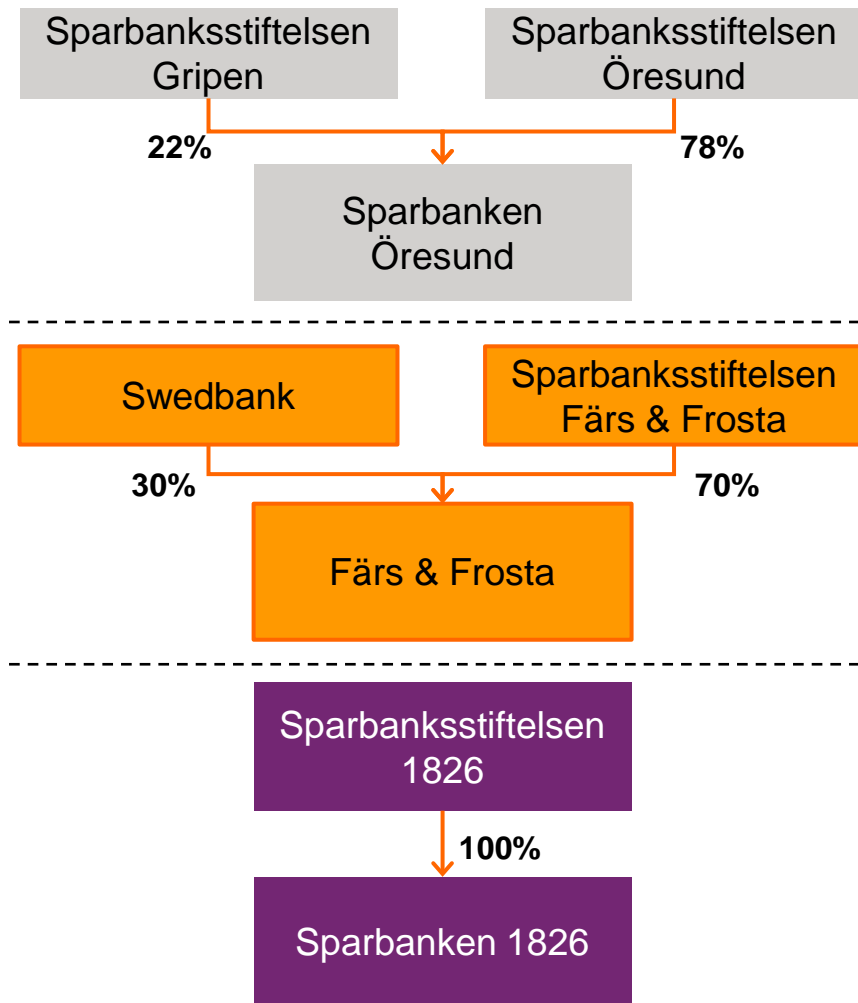 Sparbanksstiftelsen
Gripen
Sparbanksstiftelsen
Öresund
22%
78%
Sparbanken
Öresund
Swedbank
Sparbanksstiftelsen
Färs & Frosta
30%
70%
Färs & Frosta
Sparbanksstiftelsen
1826
100%
Sparbanken 1826